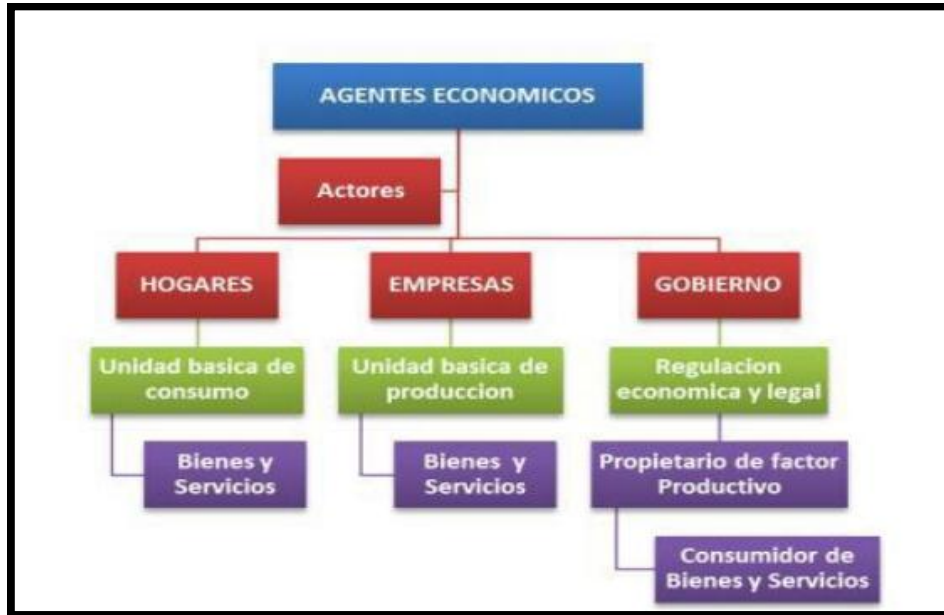 AGENTES ECONOMICOS
Actores
HOGARES
EMPRESAS
GOBIERNO
Unidad basica de
consumo
Unidad basica de
produccion
Regulacion
economica y legal
Bienes y
Servicios
Bienes y
Servicios
Propietario de factor
Productivo
Consumidor de
Bienes y Servicios